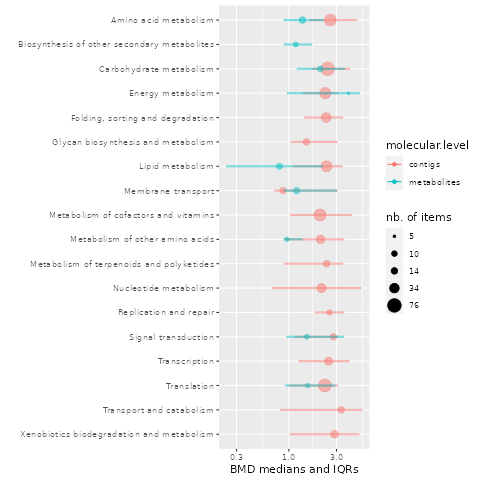 Amino acid metabolism
Biosynthesis of other secondary metabolites
Carbohydrate metabolism
Energy metabolism
Folding, sorting and degradation
Glycan biosynthesis and metabolism
Lipid metabolism
Membrane transport
Metabolism of cofactors and vitamins
Metabolism of other amino acids
Metabolism of terpenoids and polyketides
Nucleotide metabolism
Replication and repair
Signal transduction
Transcription
Translation
Transport and catabolism
Xenobiotics biodegradation and metabolism
0.3 1.0 3.0
BMD medians and IQRs
molecular.level
contigs
metabolites
nb. of items
5
10
14
34
76